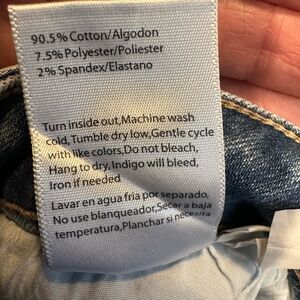 90.5% Cotton/Algodon
7.5% Polyester/Poliester
2% Spandex/Elastano
Turn inside out,Machine wash
cold,Tumble dry low,Gentle cycle
with like colors,Do not bleach,
Hang to dry,Indigo will bleed,
Iron if needed
Lavar en agua fria por separado,
No use blanqueador,Secar a baja
temperatura,Planchar si necesita